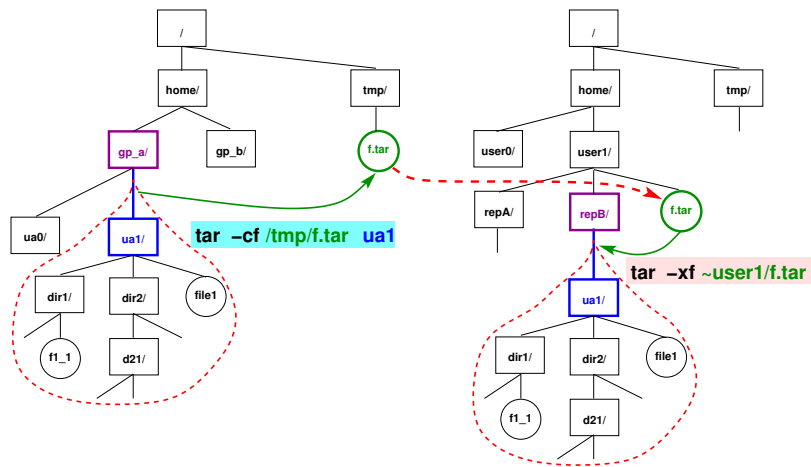 /
home/
tmp/
gp_a/
gp_b/
f.tar
ua0/
ua1/
tar -cf /tmp/f.tar ua1
dir1/
dir2/
file1
f1_1
d21/
/
home/
tmp/
user0/
user1/
repA/
repB/
f.tar
tar -xf ~user1/f.tar
ua1/
dir1/
dir2/
file1
f1_1
d21/